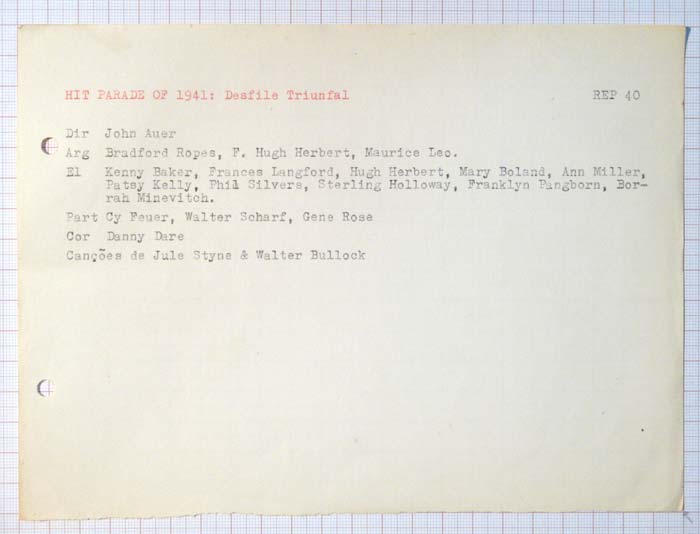 HIT PARADE OF 1941: Desfile Triunfal REP 40
Dir John Auer
Arg Bradford Ropes, F. Hugh Herbert, Maurice Leo.
El Kenny Baker, Frances Langford, Hugh Herbert, Mary Boland, Ann Miller,
Patsy Kelly, Phil Silvers, Sterling Holloway, Franklyn Pangborn, Bor-
rah Minevitch.
Part Cy Feuer, Walter Scharf, Gene Rose
Cor Danny Dare
Canções de Jule Styne & Walter Bullock